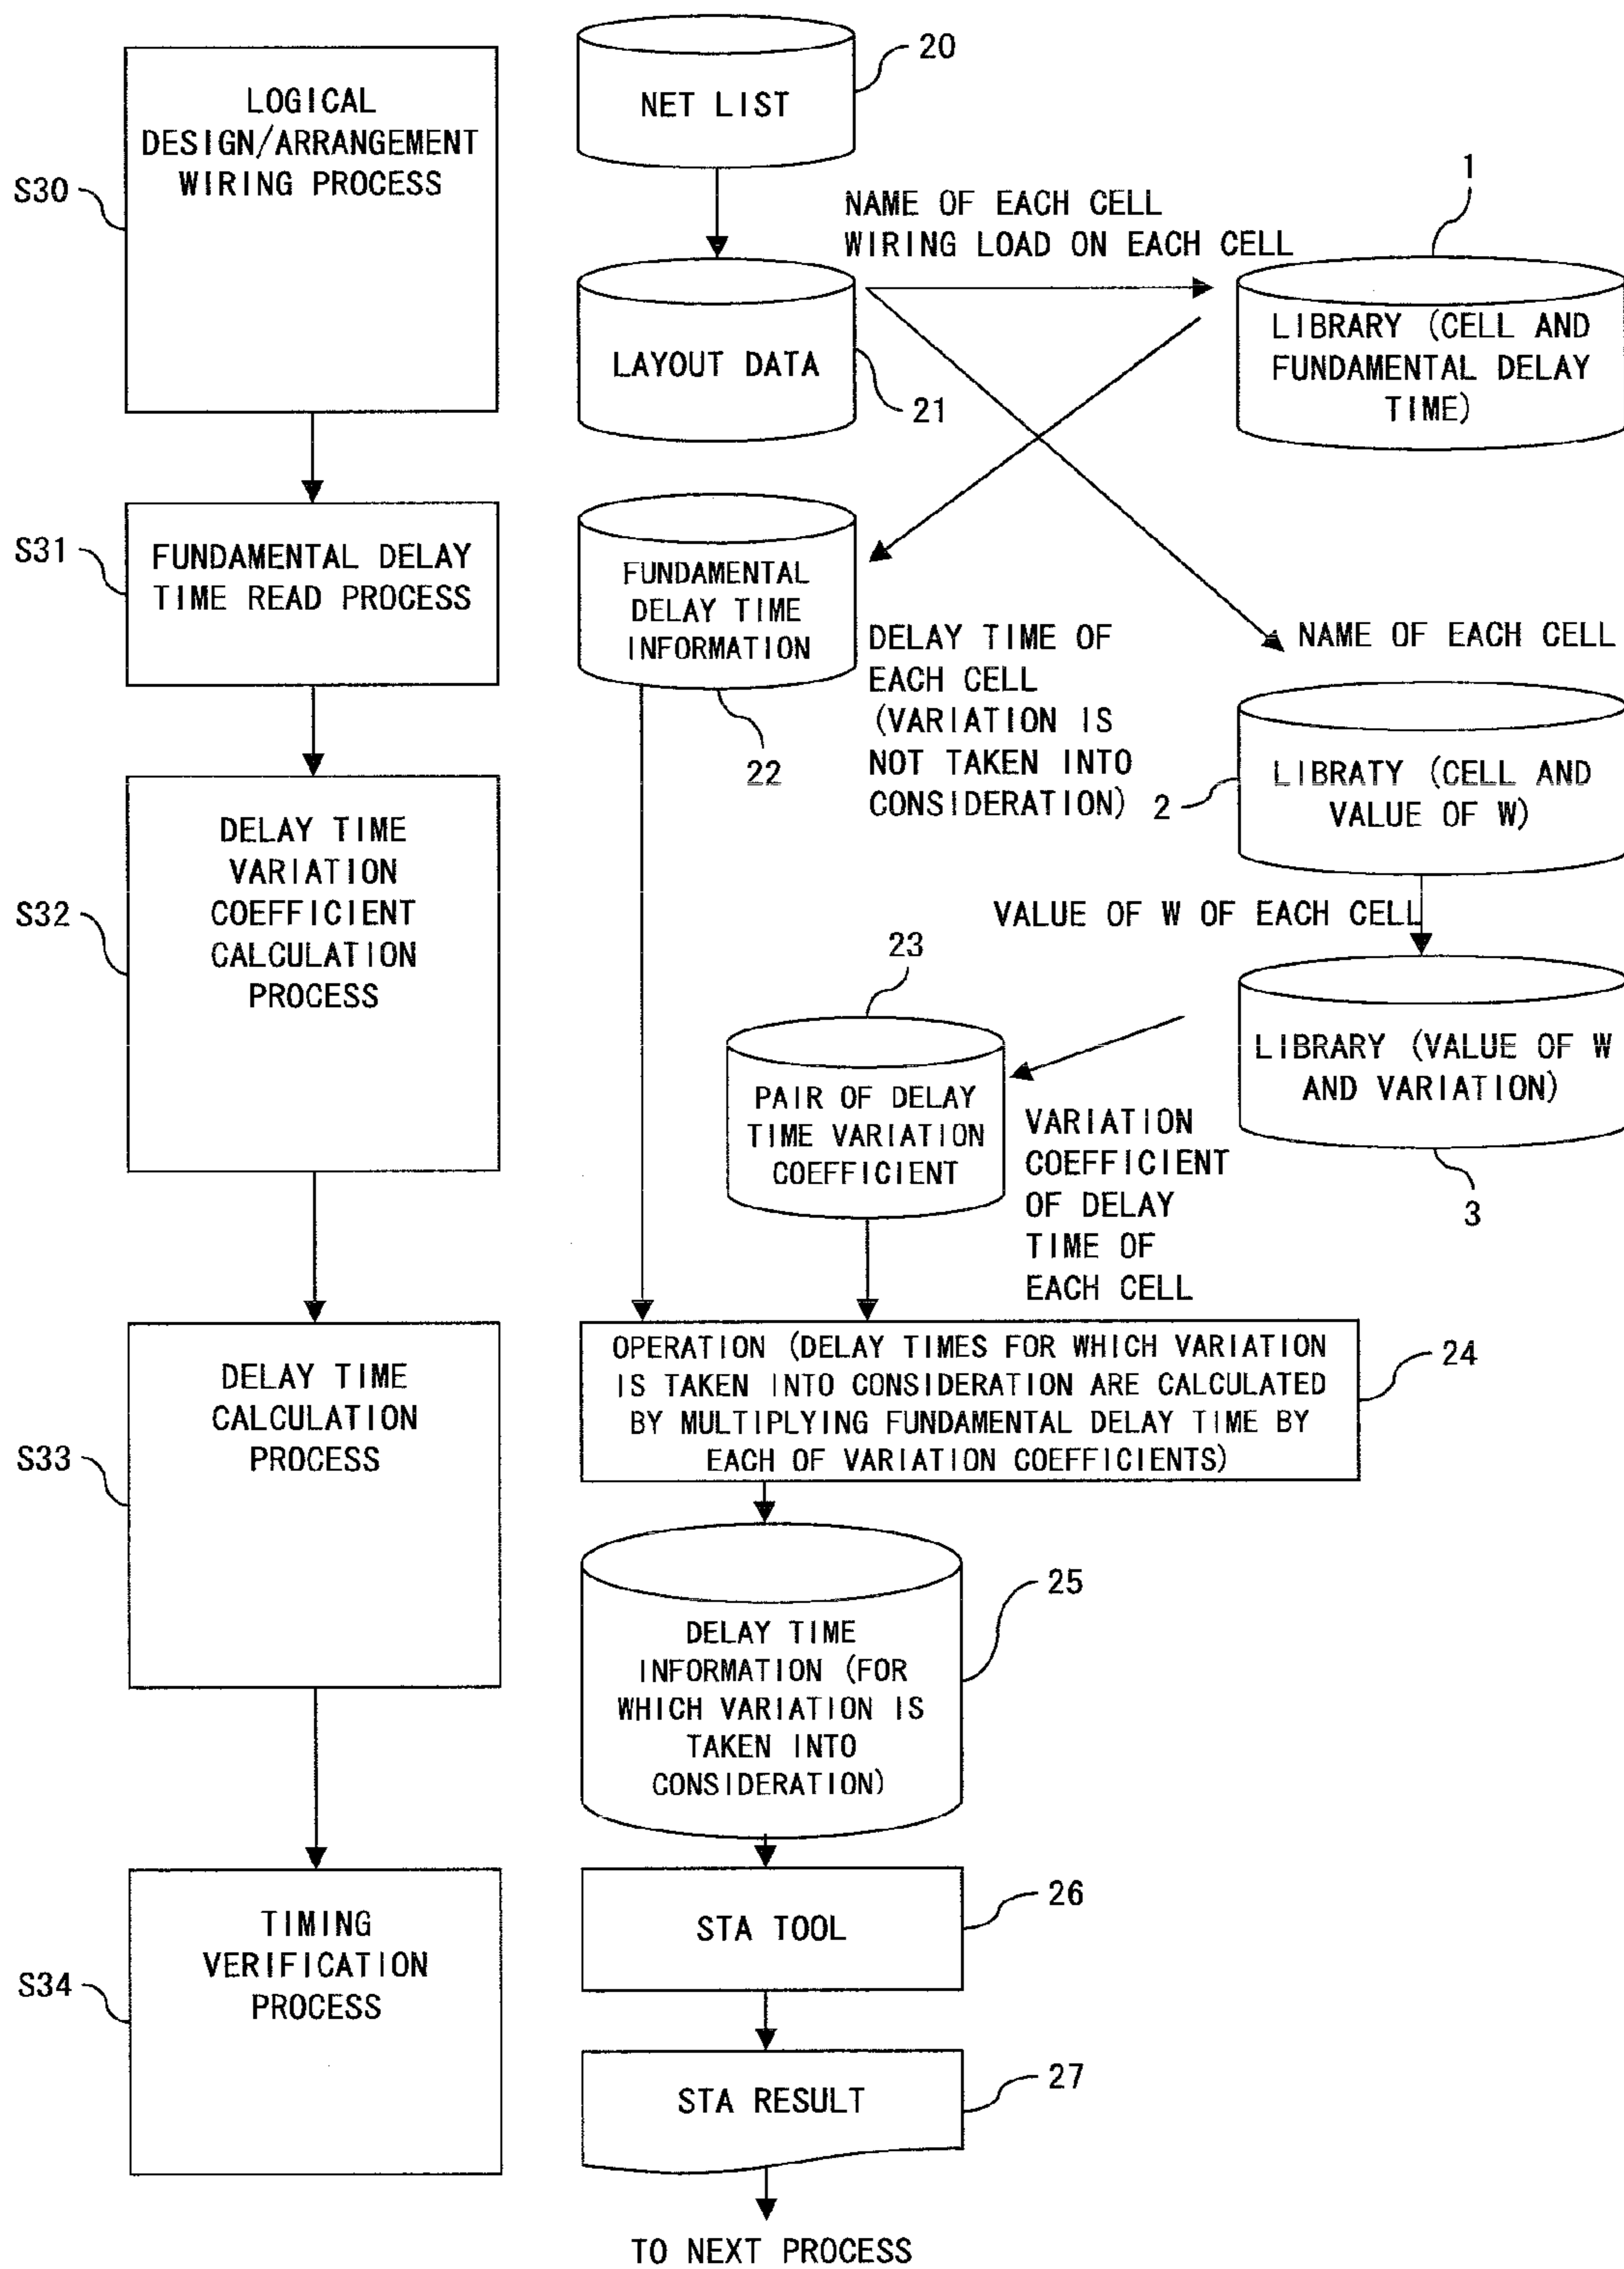 LOGICAL
DESIGN/ARRANGEMENT
WIRING PROCESS
S30
FUNDAMENTAL DELAY
TIME READ PROCESS
S31
DELAY TIME
VARIATION
COEFFICIENT
CALCULATION
PROCESS
S32
DELAY TIME
CALCULATION
PROCESS
S33
TIMING
VERIFICATION
PROCESS
S34
NET LIST
20
LAYOUT DATA
21
NAME OF EACH CELL
WIRING LOAD ON EACH CELL
1
LIBRARY (CELL AND
FUNDAMENTAL DELAY
TIME)
FUNDAMENTAL
DELAY TIME
INFORMATION
22
DELAY TIME OF
EACH CELL
(VARIATION IS
NOT TAKEN INTO
CONSIDERATION)
NAME OF EACH CELL
2
LIBRATY (CELL AND
VALUE OF W)
VALUE OF W OF EACH CELL
LIBRARY (VALUE OF W
AND VARIATION)
3
23
PAIR OF DELAY
TIME VARIATION
COEFFICIENT
VARIATION
COEFFICIENT
OF DELAY
TIME OF
EACH CELL
OPERATION (DELAY TIMES FOR WHICH VARIATION
IS TAKEN INTO CONSIDERATION ARE CALCULATED
BY MULTIPLYING FUNDAMENTAL DELAY TIME BY
EACH OF VARIATION COEFFICIENTS)
24
DELAY TIME
INFORMATION (FOR
WHICH VARIATION IS
TAKEN INTO
CONSIDERATION)
25
STA TOOL
26
STA RESULT
27
TO NEXT PROCESS